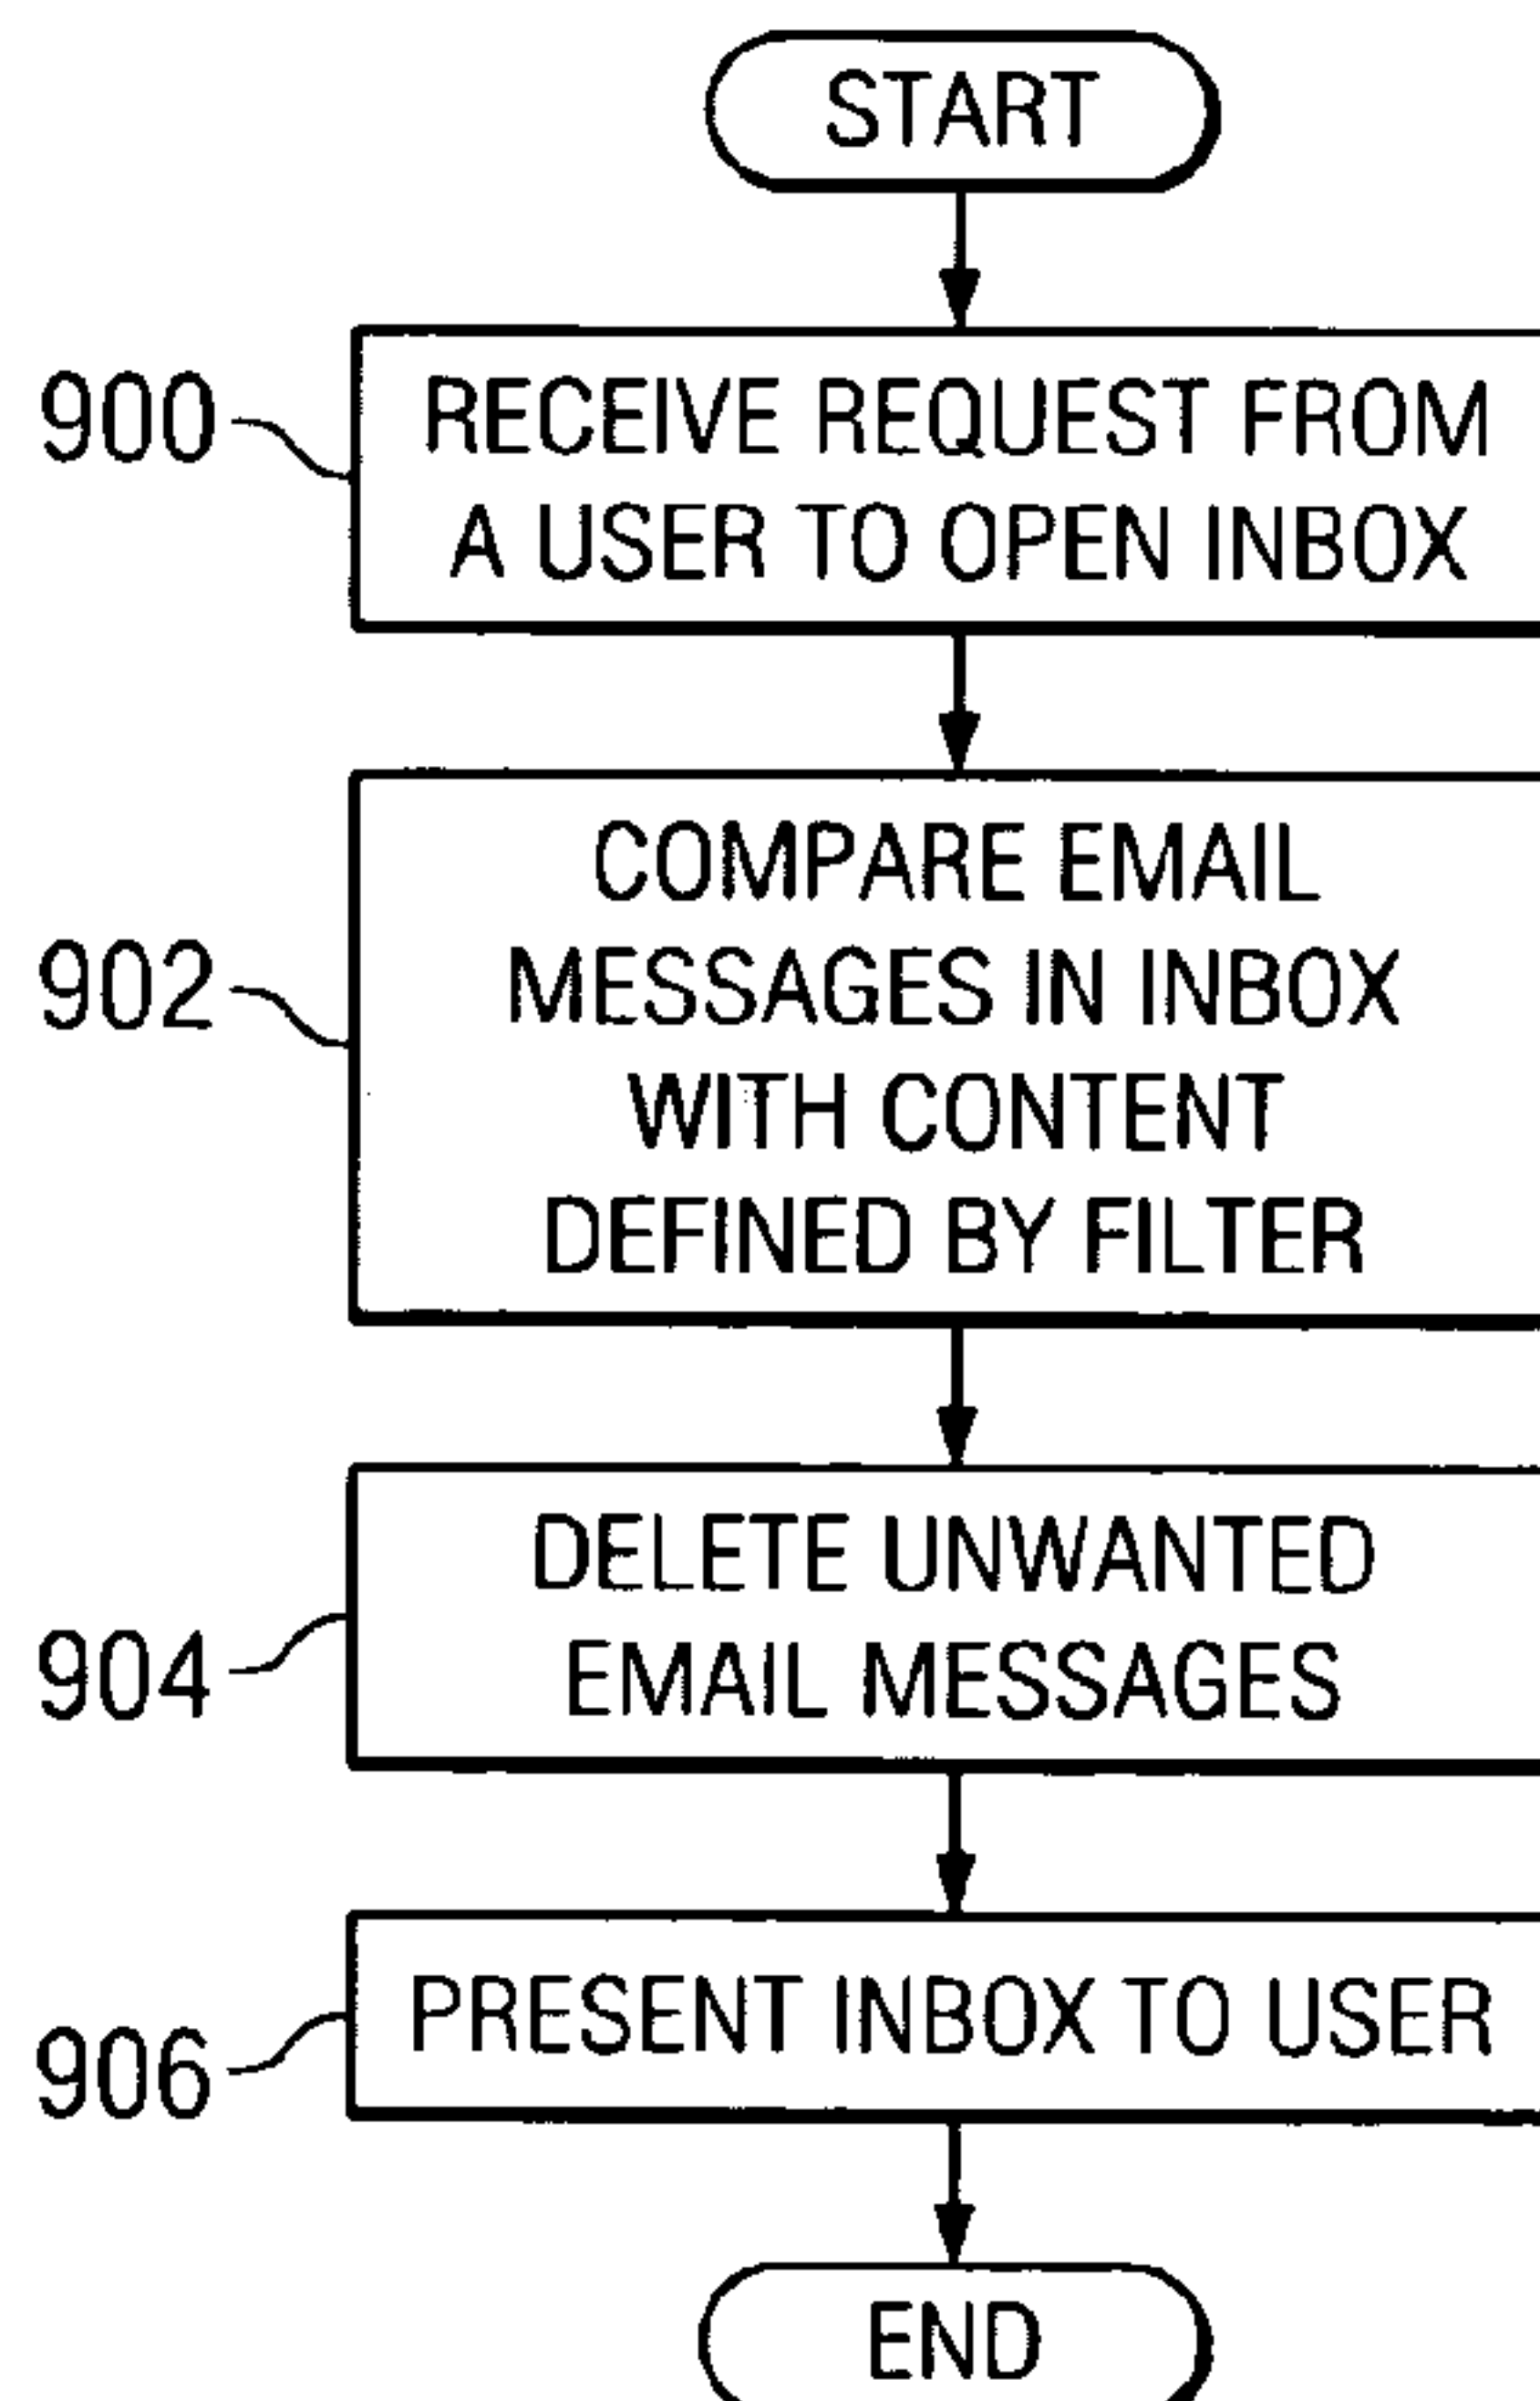 START
900
RECEIVE REQUEST FROM
A USER TO OPEN INBOX
902
COMPARE EMAIL
MESSAGES IN INBOX
WITH CONTENT
DEFINED BY FILTER
904
DELETE UNWANTED
EMAIL MESSAGES
906
PRESENT INBOX TO USER
END